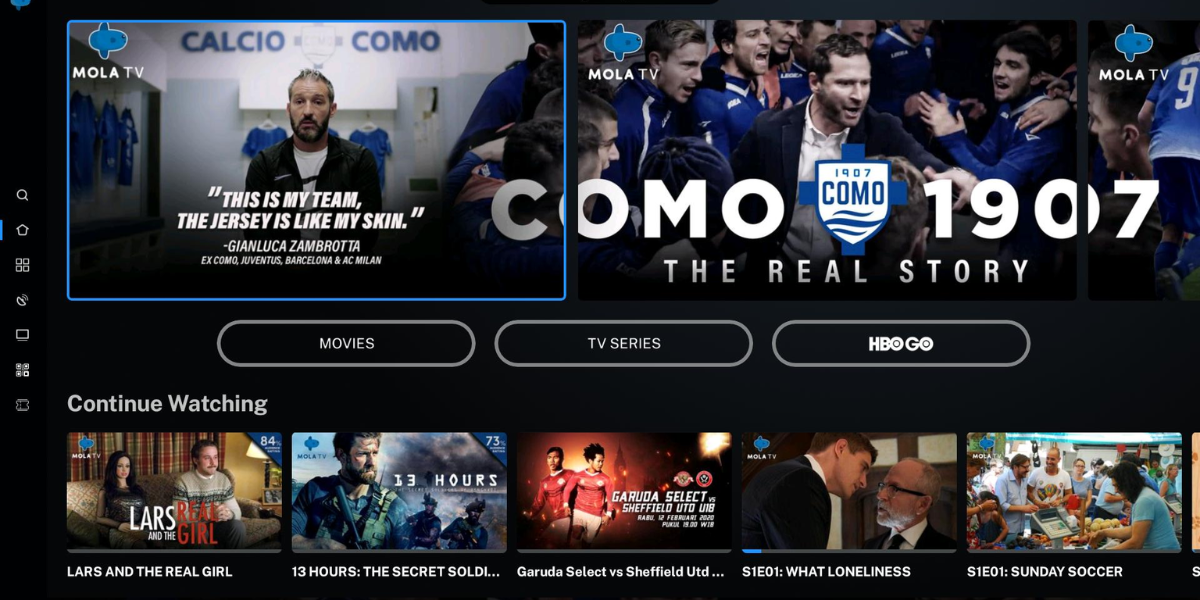 CALCIO COMO
MOLA TV
"THIS IS MY TEAM,
THE JERSEY IS LIKE MY SKIN."
-GIANLUCA ZAMBROTTA
EX COMO, JUVENTUS, BARCELONA & AC MILAN
CO
MOLA TV
1907
COMO
COMO 1907
THE REAL STORY
MOLA TV
9
07
MOVIES
TV SERIES
HBO GO
Continue Watching
MOLA TV
84%
LARS AND THE REAL GIRL
MOLA TV
73%
13 HOURS
GARUDA SELECT VS
SHEFFIELD UTD U18
RABU, 12 FEBRUARI 2020
PUKUL 19.00 WIB
MOLA TV
MOLA TV
LARS AND THE REAL GIRL
13 HOURS: THE SECRET SOLDI...
Garuda Select vs Sheffield Utd ...
S1E01: WHAT LONELINESS
S1E01: SUNDAY SOCCER
S